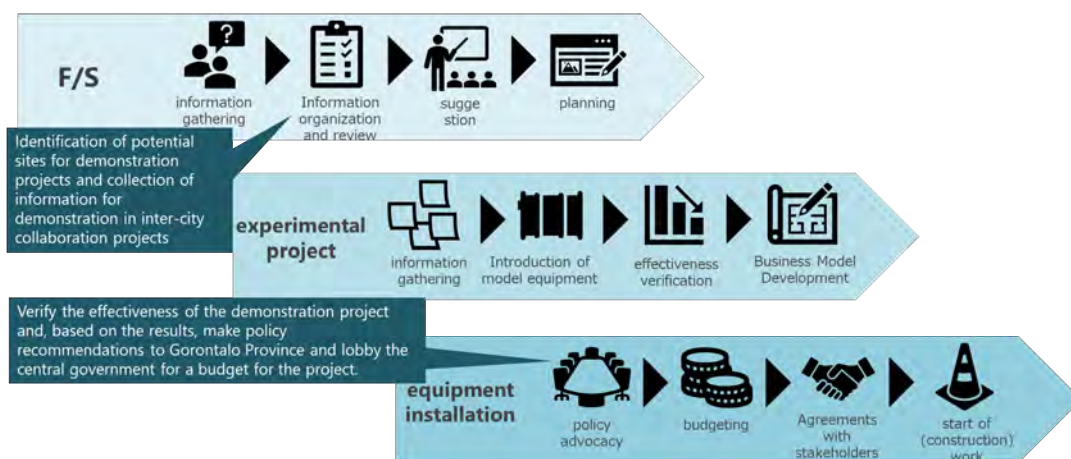 F/S
information
gathering
Information
organization
and review
sugge
stion
planning
Identification of potential
sites for demonstration
projects and collection of
information for
demonstration in inter-city
collaboration projects
experimental
project
information
gathering
Introduction of
model equipment
effectiveness
verification
Business Model
Development
Verify the effectiveness of the demonstration project
and, based on the results, make policy
recommendations to Gorontalo Province and lobby the
central government for a budget for the project.
equipment
installation
policy
advocacy
budgeting
Agreements
with
stakeholders
start of
(construction)
work